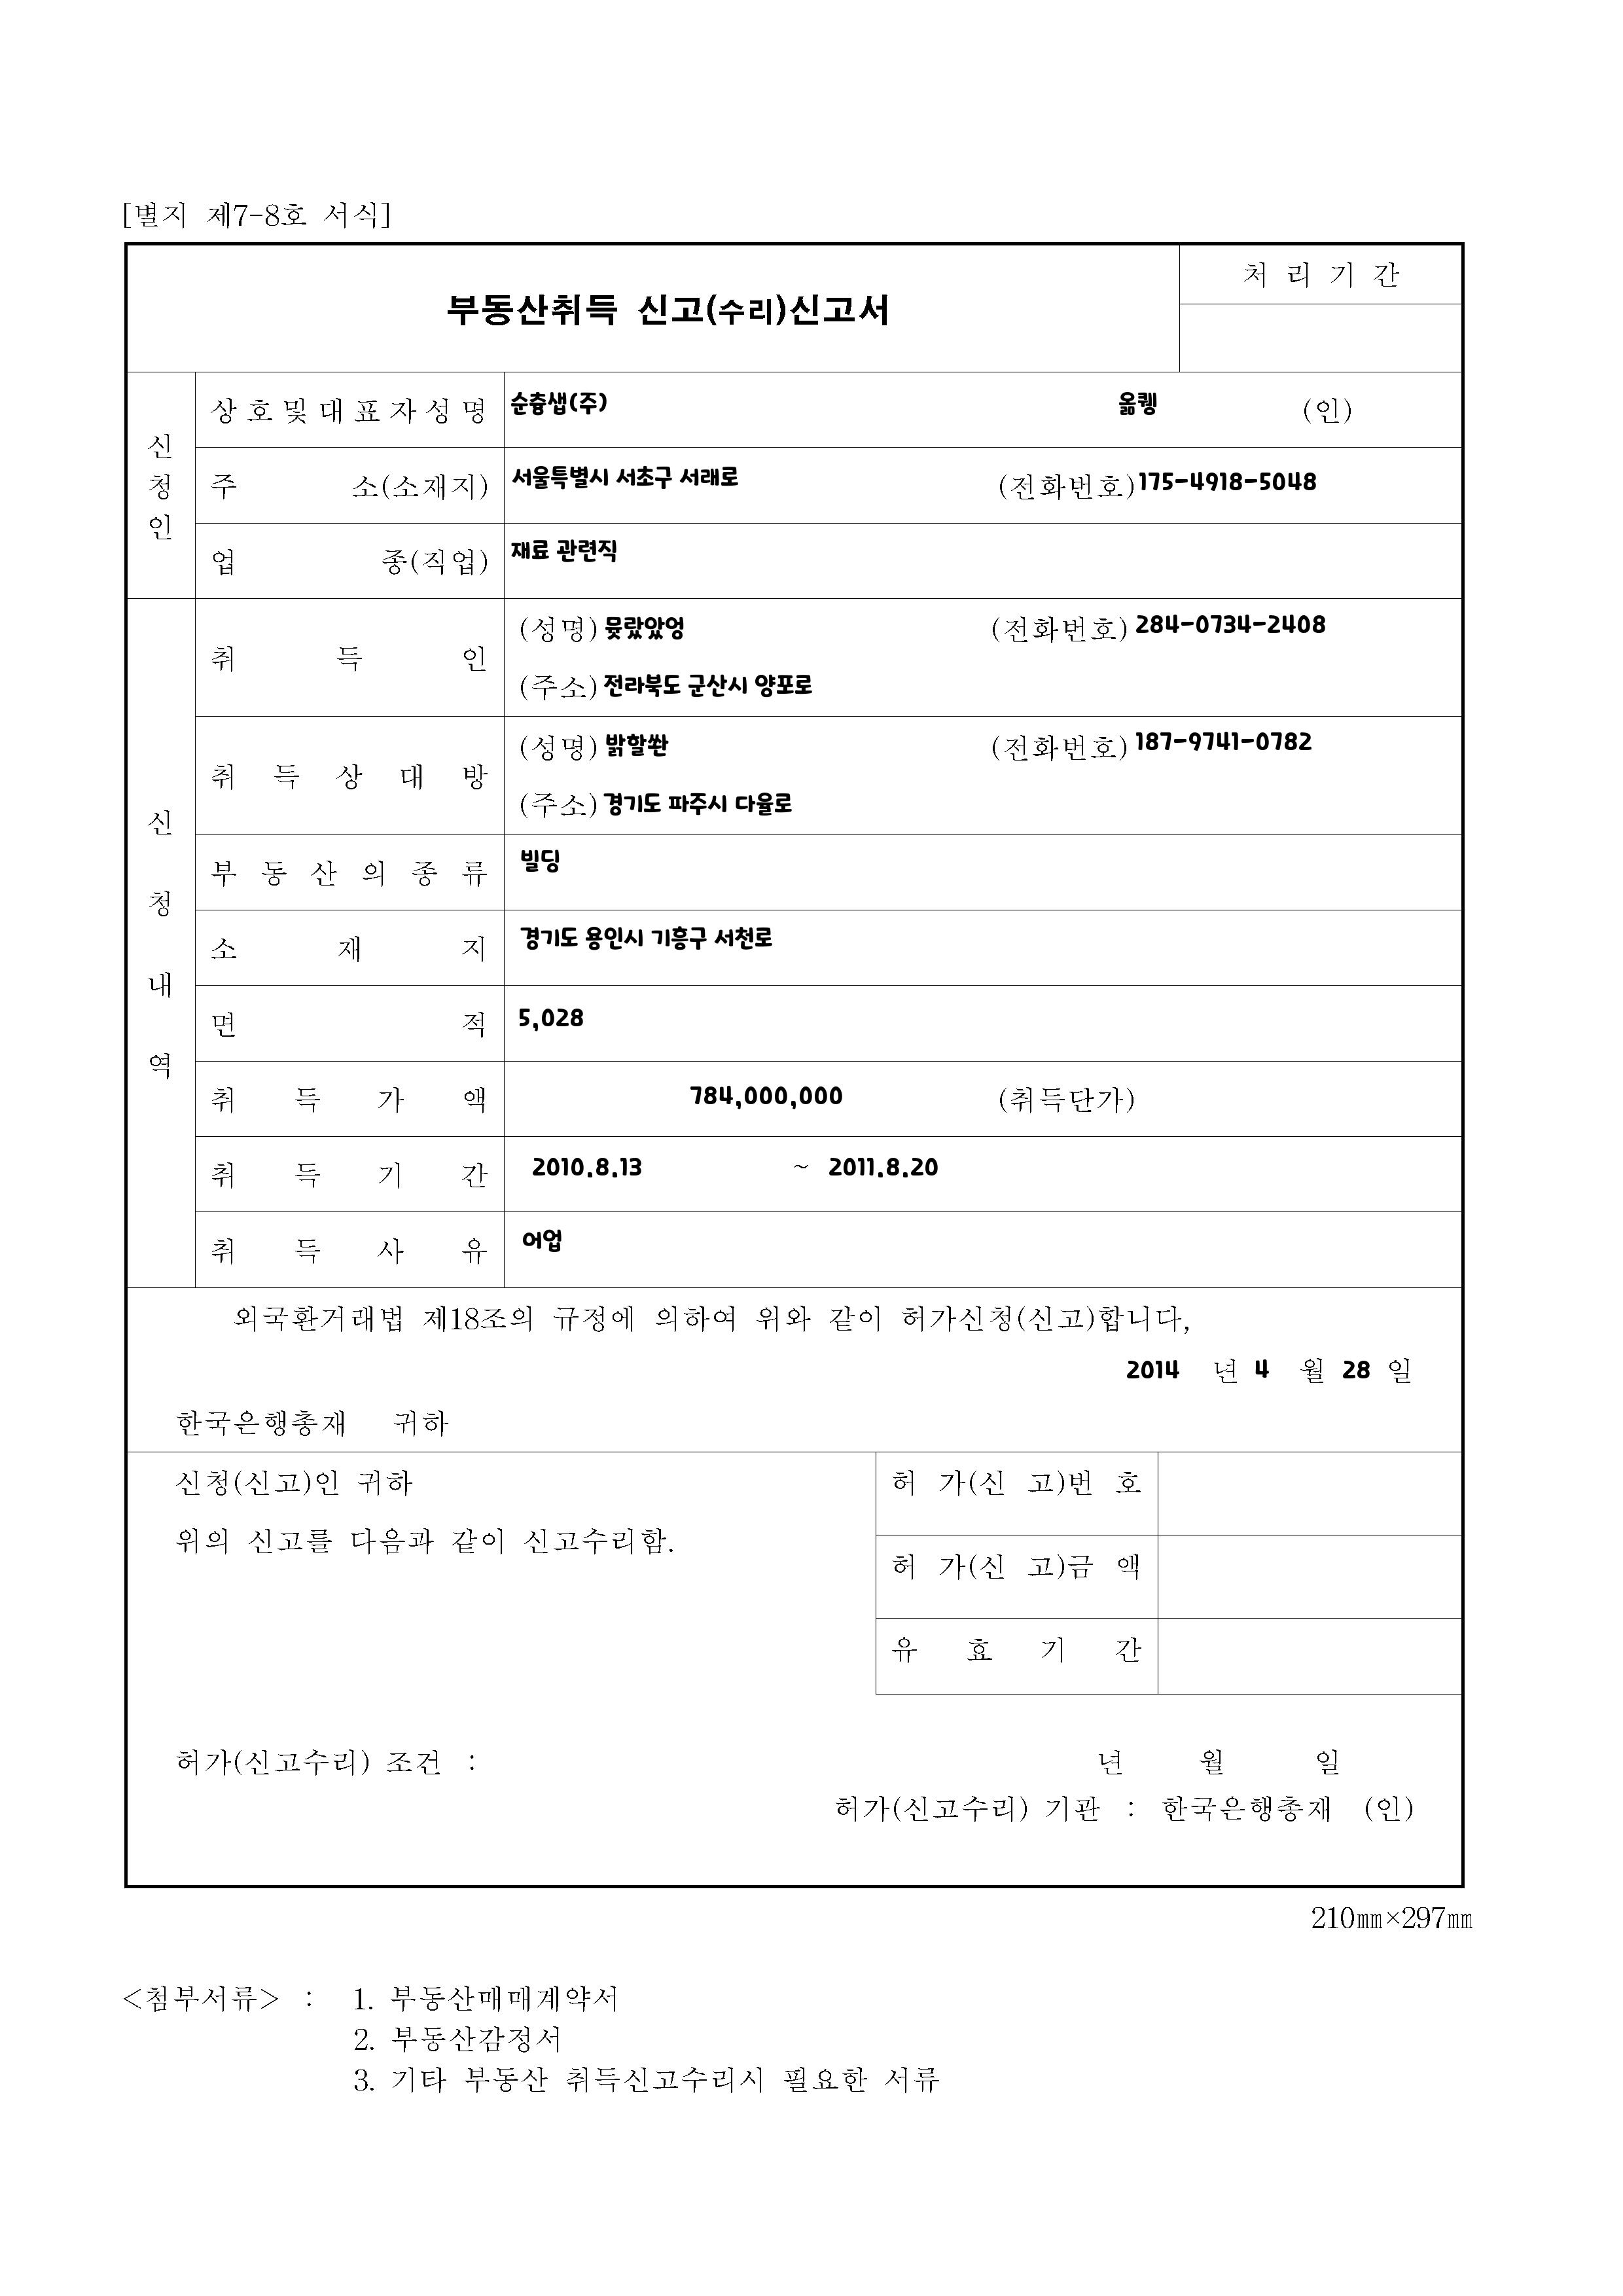 [별지 제7-8호 서식]
부동산취득 신고(수리)신고서
처 리 기 간
신청인
상호및대표자성명 순츔샙(주) 옮퀭 (인)
주 소(소재지) 서울특별시 서초구 서래로 (전화번호) 175-4918-5048
업 종(직업) 재료 관련직
신청내역
취 득 인 (성명) 뮷랐았엉 (전화번호) 284-0734-2408
(주소) 전라북도 군산시 양포로
취 득 상 대 방 (성명) 밝할쏸 (전화번호) 187-9741-0782
(주소) 경기도 파주시 다율로
부 동 산 의 종 류 빌딩
소 재 지 경기도 용인시 기흥구 서천로
면 적 5,028
취 득 가 액 784,000,000 (취득단가)
취 득 기 간 2010.8.13 ~ 2011.8.20
취 득 사 유 어업
외국환거래법 제18조의 규정에 의하여 위와 같이 허가신청(신고)합니다,
2014 년 4 월 28 일
한국은행총재 귀하
신청(신고)인 귀하
위의 신고를 다음과 같이 신고수리함.
허 가(신 고)번 호
허 가(신 고)금 액
유 효 기 간
허가(신고수리) 조건 :
년 월 일
허가(신고수리) 기관 : 한국은행총재 (인)
210㎜×297㎜
<첨부서류> : 1. 부동산매매계약서
2. 부동산감정서
3. 기타 부동산 취득신고수리시 필요한 서류